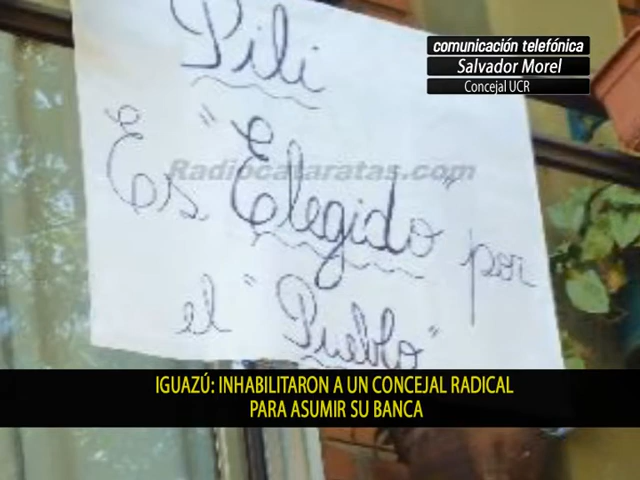 comunicación telefónica
Salvador Morel
Concejal UCR
Pili
Es "Elegido" por
el "Pueblo"
Radiocataratas.com
IGUAZÚ: INHABILITARON A UN CONCEJAL RADICAL
PARA ASUMIR SU BANCA